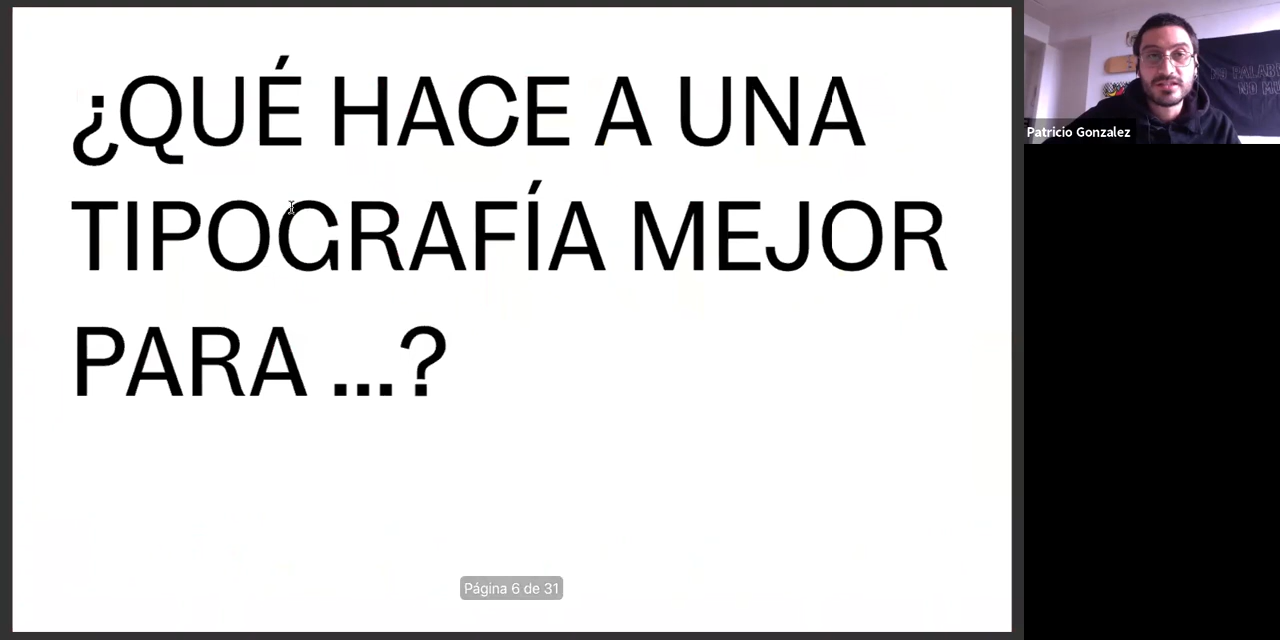 ¿QUÉ HACE A UNA
TIPOGRAFÍA MEJOR
PARA ...?
Página 6 de 31
Patricio Gonzalez